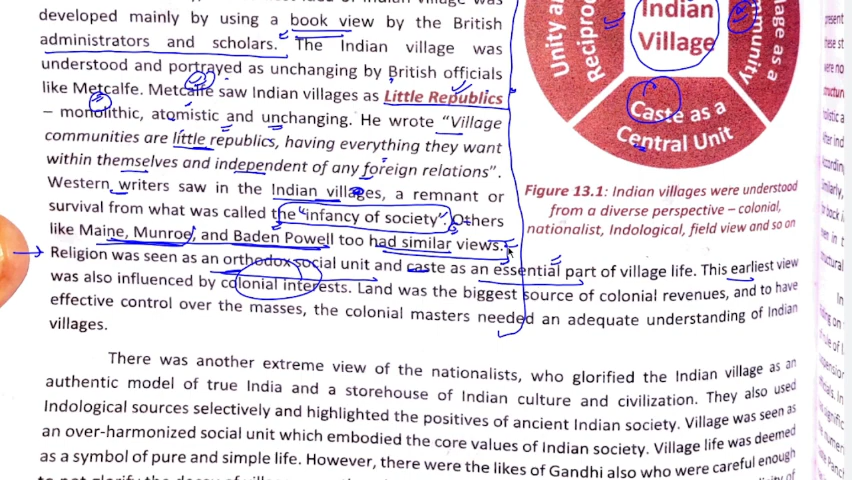 developed mainly by using a book view by the British
administrators and scholars. The Indian village was
understood and portrayed as unchanging by British officials
like Metcalfe. Metcalfe saw Indian villages as Little Republics
– monolithic, atomistic and unchanging. He wrote “Village
communities are little republics, having everything they want
within themselves and independent of any foreign relations”.
Western writers saw in the Indian villages, a remnant or
survival from what was called the “infancy of society”. Others
like Maine, Munroe, and Baden Powell too had similar views.
Religion was seen as an orthodox social unit and caste as an essential part of village life. This earliest view
was also influenced by colonial interests. Land was the biggest source of colonial revenues, and to have
effective control over the masses, the colonial masters needed an adequate understanding of Indian
villages.
There was another extreme view of the nationalists, who glorified the Indian village as an
authentic model of true India and a storehouse of Indian culture and civilization. They also used
Indological sources selectively and highlighted the positives of ancient Indian society. Village was seen as
an over-harmonized social unit which embodied the core values of Indian society. Village life was deemed
as a symbol of pure and simple life. However, there were the likes of Gandhi also who were careful enough
Indian
Village
Caste as a
Central Unit
Figure 13.1: Indian villages were understood
from a diverse perspective – colonial,
nationalist, Indological, field view and so on